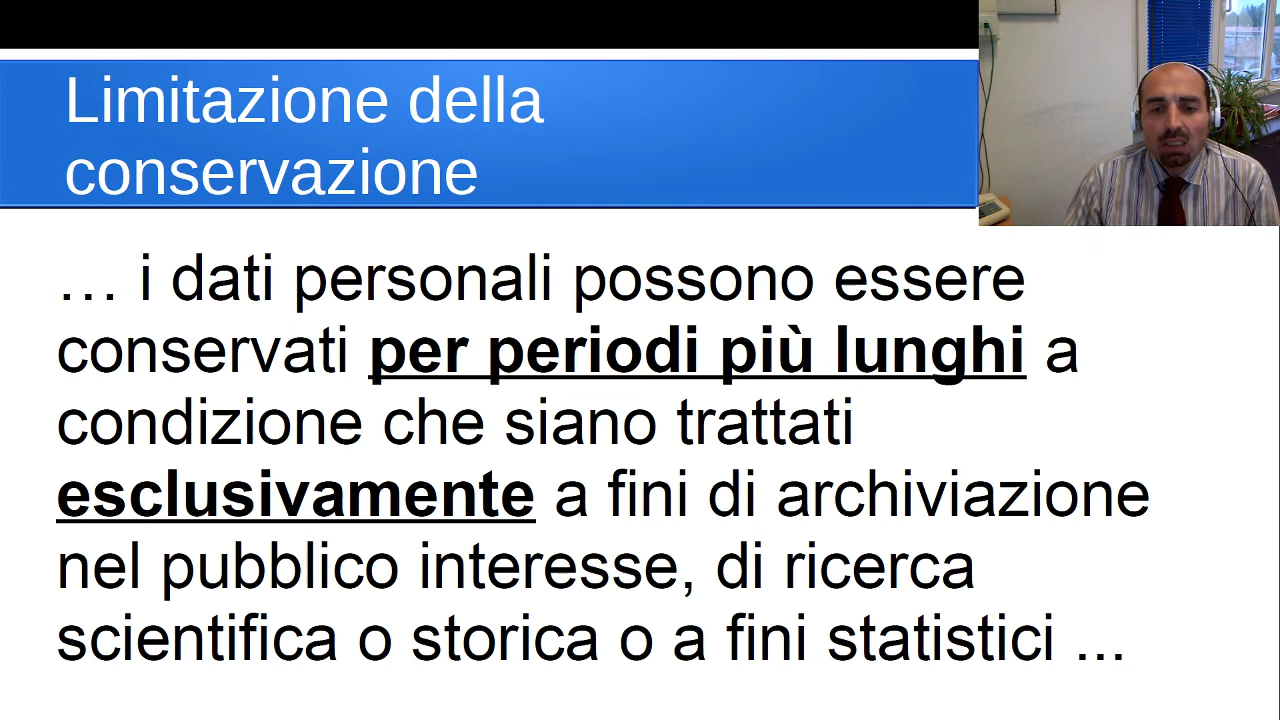 Limitazione della
conservazione
… i dati personali possono essere
conservati per periodi più lunghi a
condizione che siano trattati
esclusivamente a fini di archiviazione
nel pubblico interesse, di ricerca
scientifica o storica o a fini statistici ...